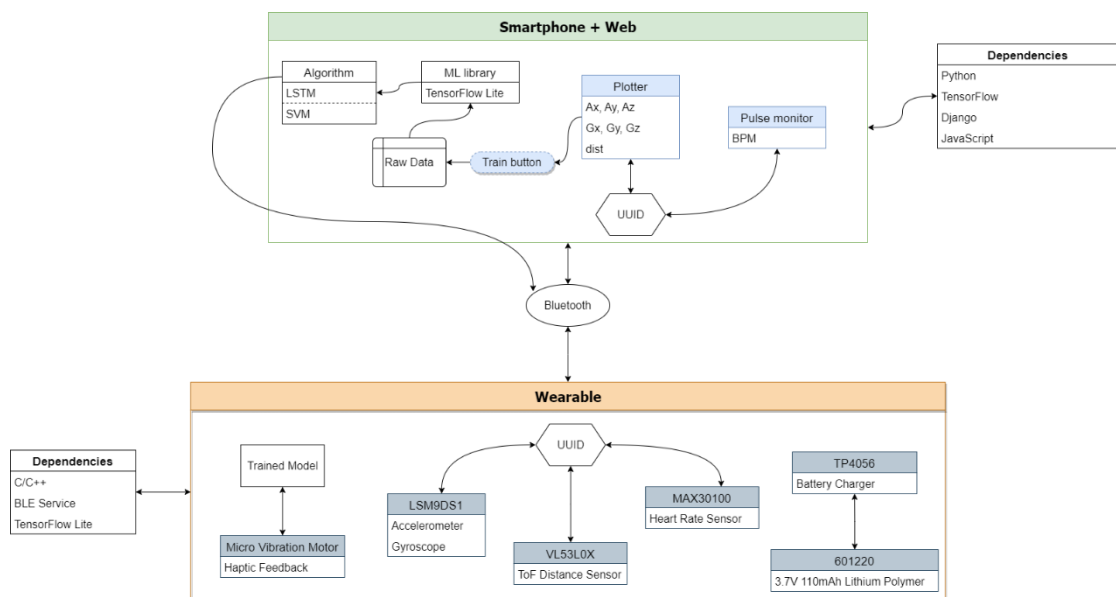 Smartphone + Web
Algorithm
LSTM
SVM
ML library
TensorFlow Lite
Raw Data
Train button
Plotter
Ax, Ay, Az
Gx, Gy, Gz
dist
Pulse monitor
BPM
UUID
Dependencies
Python
TensorFlow
Django
JavaScript
Bluetooth
Wearable
Dependencies
C/C++
BLE Service
TensorFlow Lite
Trained Model
Micro Vibration Motor
Haptic Feedback
UUID
LSM9DS1
Accelerometer
Gyroscope
VL53L0X
ToF Distance Sensor
MAX30100
Heart Rate Sensor
TP4056
Battery Charger
601220
3.7V 110mAh Lithium Polymer